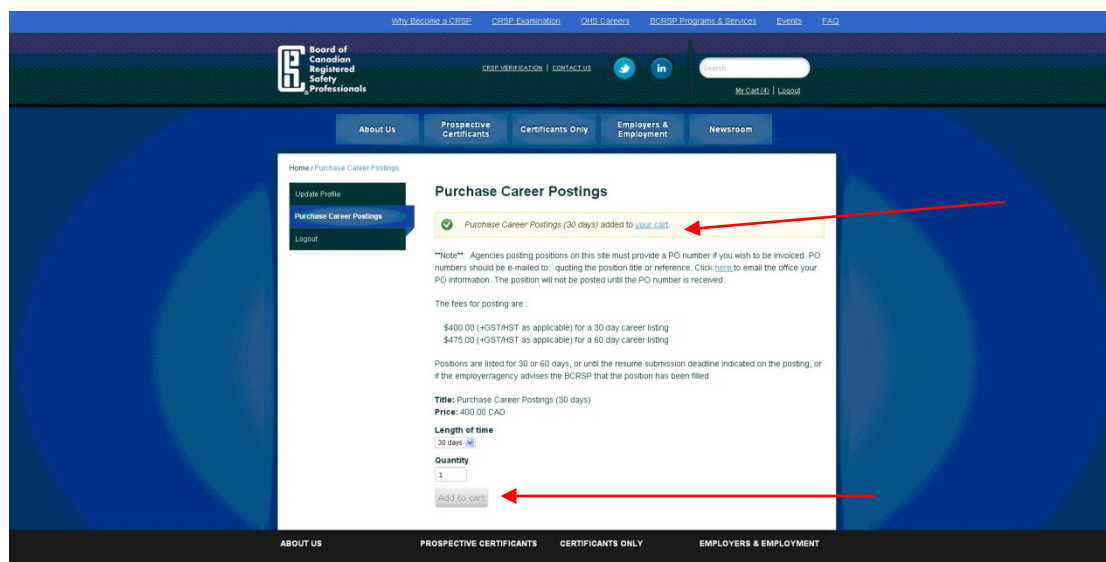 Why Become a CRSP CRSP Examination OHS Careers BCRSP Programs & Services Events FAQ
Board of
Canadian
Registered
Safety
Professionals
CRSP VERIFICATION | CONTACT US
in
Search
My Cart (4) | Logout
About Us
Prospective
Certificants
Certificants Only
Employers &
Employment
Newsroom
Home / Purchase Career Postings
Update Profile
Purchase Career Postings
Logout
Purchase Career Postings
Purchase Career Postings (30 days) added to your cart.
**Note**: Agencies posting positions on this site must provide a PO number if you wish to be invoiced. PO
numbers should be e-mailed to: quoting the position title or reference. Click here to email the office your
PO information. The position will not be posted until the PO number is received.
The fees for posting are :
$400.00 (+GST/HST as applicable) for a 30 day career listing
$475.00 (+GST/HST as applicable) for a 60 day career listing
Positions are listed for 30 or 60 days, or until the resume submission deadline indicated on the posting, or
if the employer/agency advises the BCRSP that the position has been filled.
Title: Purchase Career Postings (30 days)
Price: 400.00 CAD
Length of time
30 days
Quantity
1
Add to cart
ABOUT US PROSPECTIVE CERTIFICANTS CERTIFICANTS ONLY EMPLOYERS & EMPLOYMENT